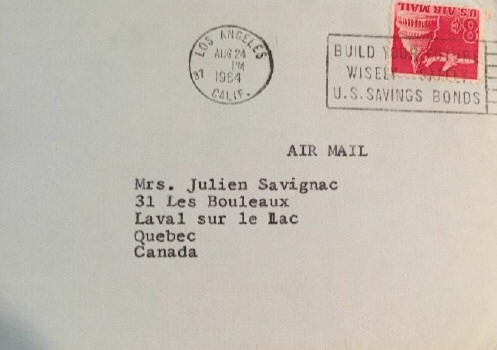 LOS ANGELES
AUG 24
PM
1964
CALIF.
U.S. AIR MAIL
8¢
BUILD YOUR
WISELY
U.S. SAVINGS BONDS
AIR MAIL
Mrs. Julien Savignac
31 Les Bouleaux
Laval sur le Lac
Quebec
Canada